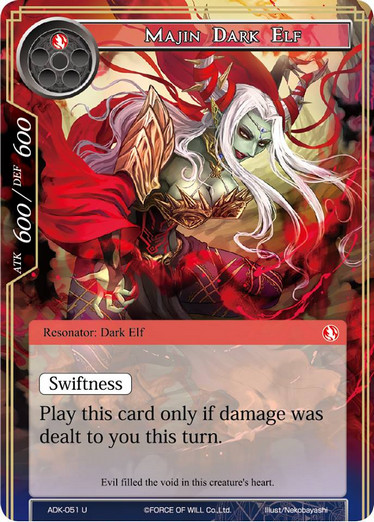 Majin Dark Elf
ATK 600 / DEF 600
Resonator: Dark Elf
Swiftness
Play this card only if damage was
dealt to you this turn.
Evil filled the void in this creature's heart.
ADK-051 U ©FORCE OF WILL Co.,Ltd. Illust/Nekobayashi